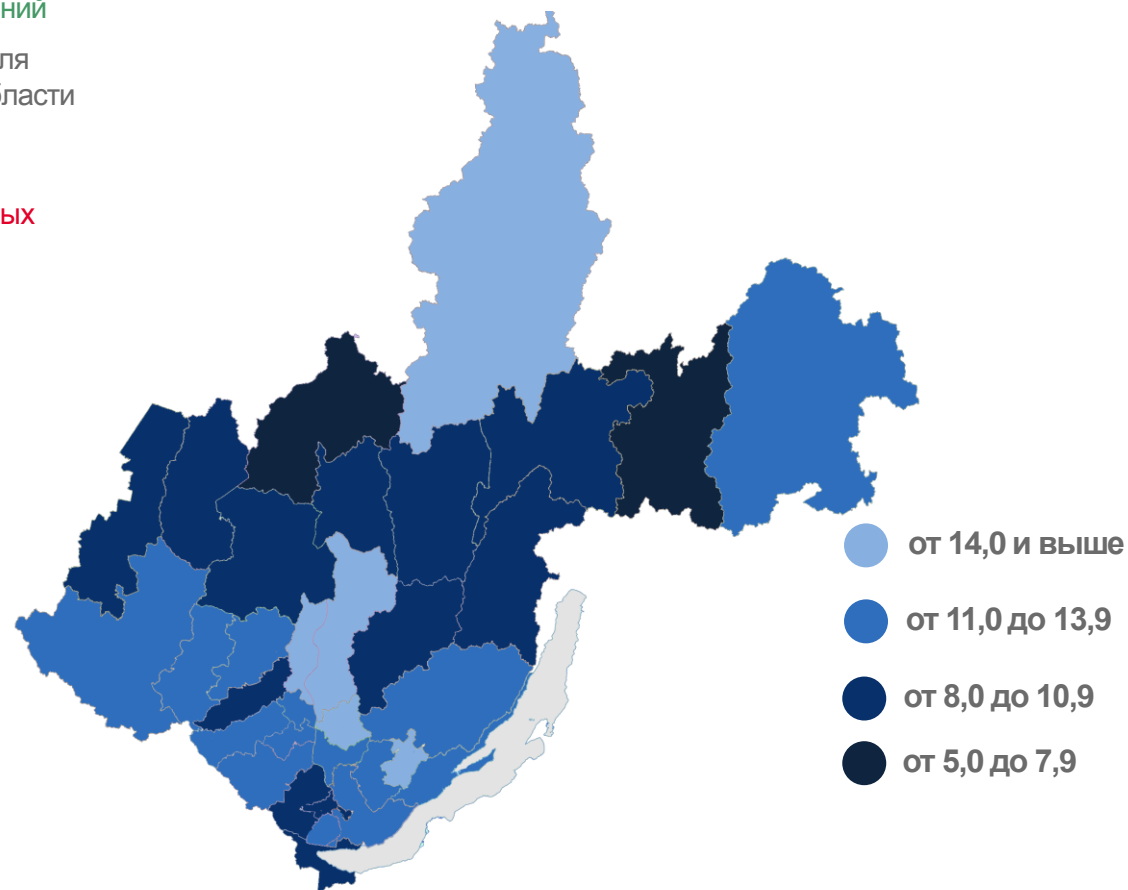 ний
ля
бласти
ых
от 14,0 и выше
от 11,0 до 13,9
от 8,0 до 10,9
от 5,0 до 7,9